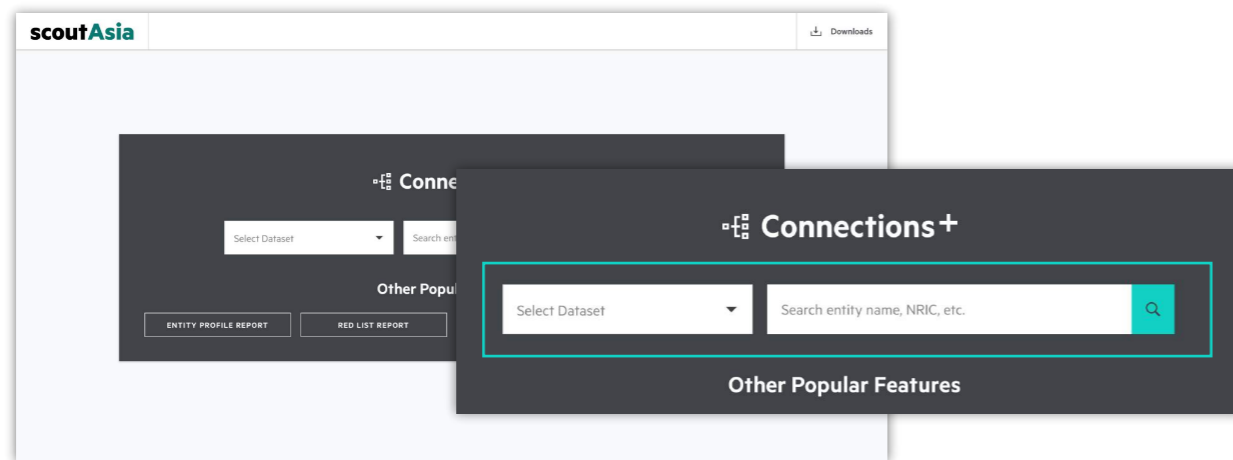 scoutAsia
Downloads
Conne
Select Dataset
Search ent
Other Popul
ENTITY PROFILE REPORT
RED LIST REPORT
Connections+
Select Dataset
Search entity name, NRIC, etc.
Other Popular Features